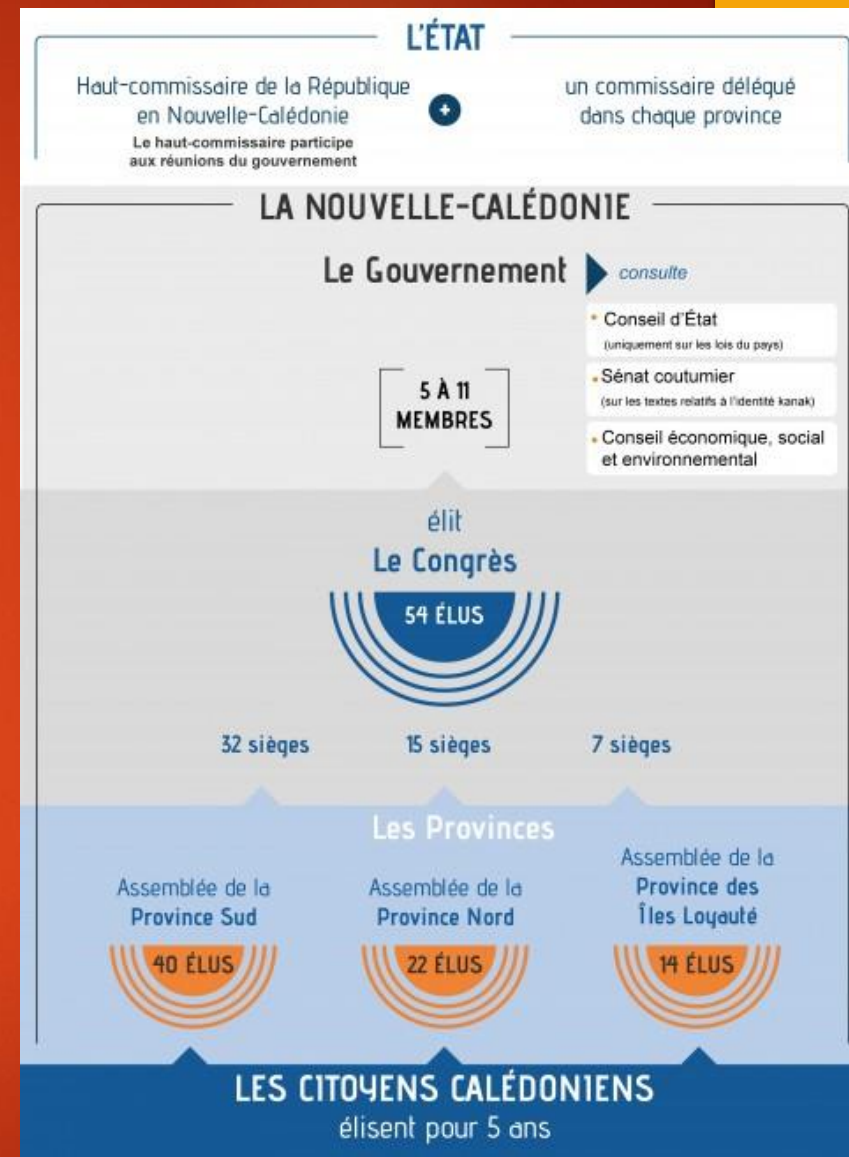 L'ÉTAT
Haut-commissaire de la République
en Nouvelle-Calédonie
Le haut-commissaire participe
aux réunions du gouvernement
+
un commissaire délégué
dans chaque province
LA NOUVELLE-CALÉDONIE
Le Gouvernement
consulte
Conseil d'État
(uniquement sur les lois du pays)
Sénat coutumier
(sur les textes relatifs à l'identité kanak)
Conseil économique, social
et environnemental
5 À 11
MEMBRES
élit
Le Congrès
54 ÉLUS
32 sièges
15 sièges
7 sièges
Les Provinces
Assemblée de la
Province Sud
40 ÉLUS
Assemblée de la
Province Nord
22 ÉLUS
Assemblée de la
Province des
Îles Loyauté
14 ÉLUS
LES CITOYENS CALÉDONIENS
élisent pour 5 ans